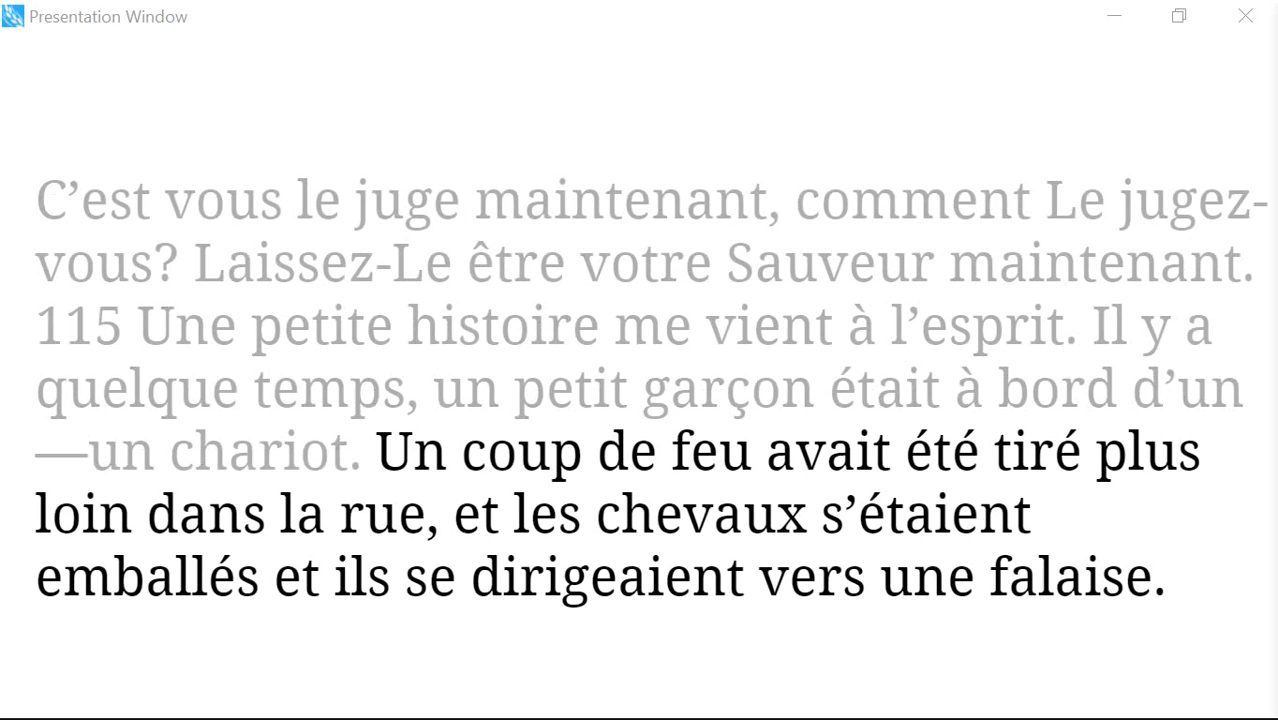 Presentation Window
C’est vous le juge maintenant, comment Le jugez-
vous? Laissez-Le être votre Sauveur maintenant.
115 Une petite histoire me vient à l’esprit. Il y a
quelque temps, un petit garçon était à bord d’un
—un chariot. Un coup de feu avait été tiré plus
loin dans la rue, et les chevaux s’étaient
emballés et ils se dirigeaient vers une falaise.